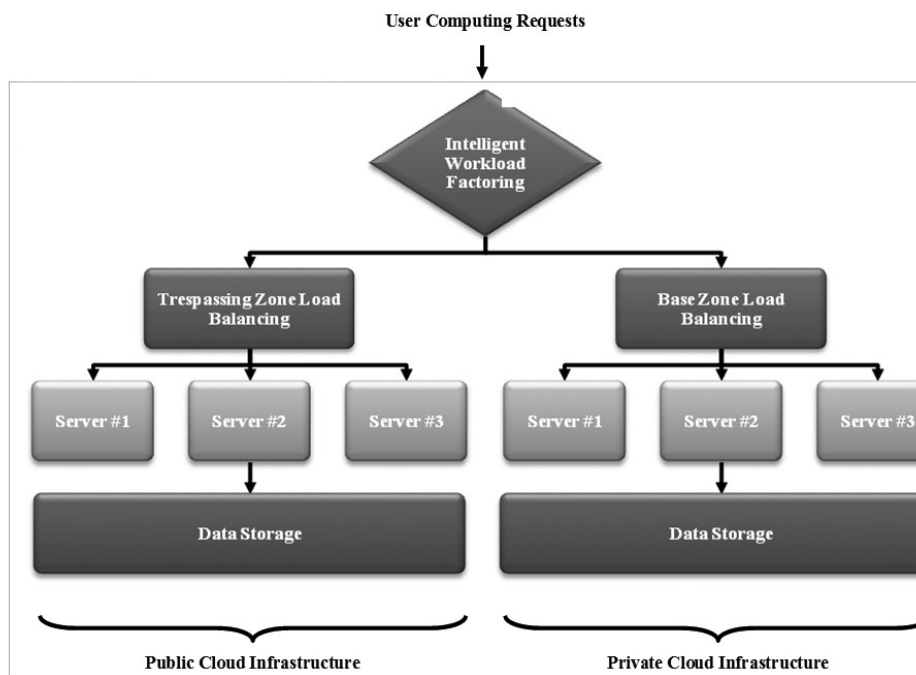 User Computing Requests
Intelligent
Workload
Factoring
Trespassing Zone Load
Balancing
Base Zone Load
Balancing
Server #1
Server #2
Server #3
Server #1
Server #2
Server #3
Data Storage
Data Storage
Public Cloud Infrastructure
Private Cloud Infrastructure